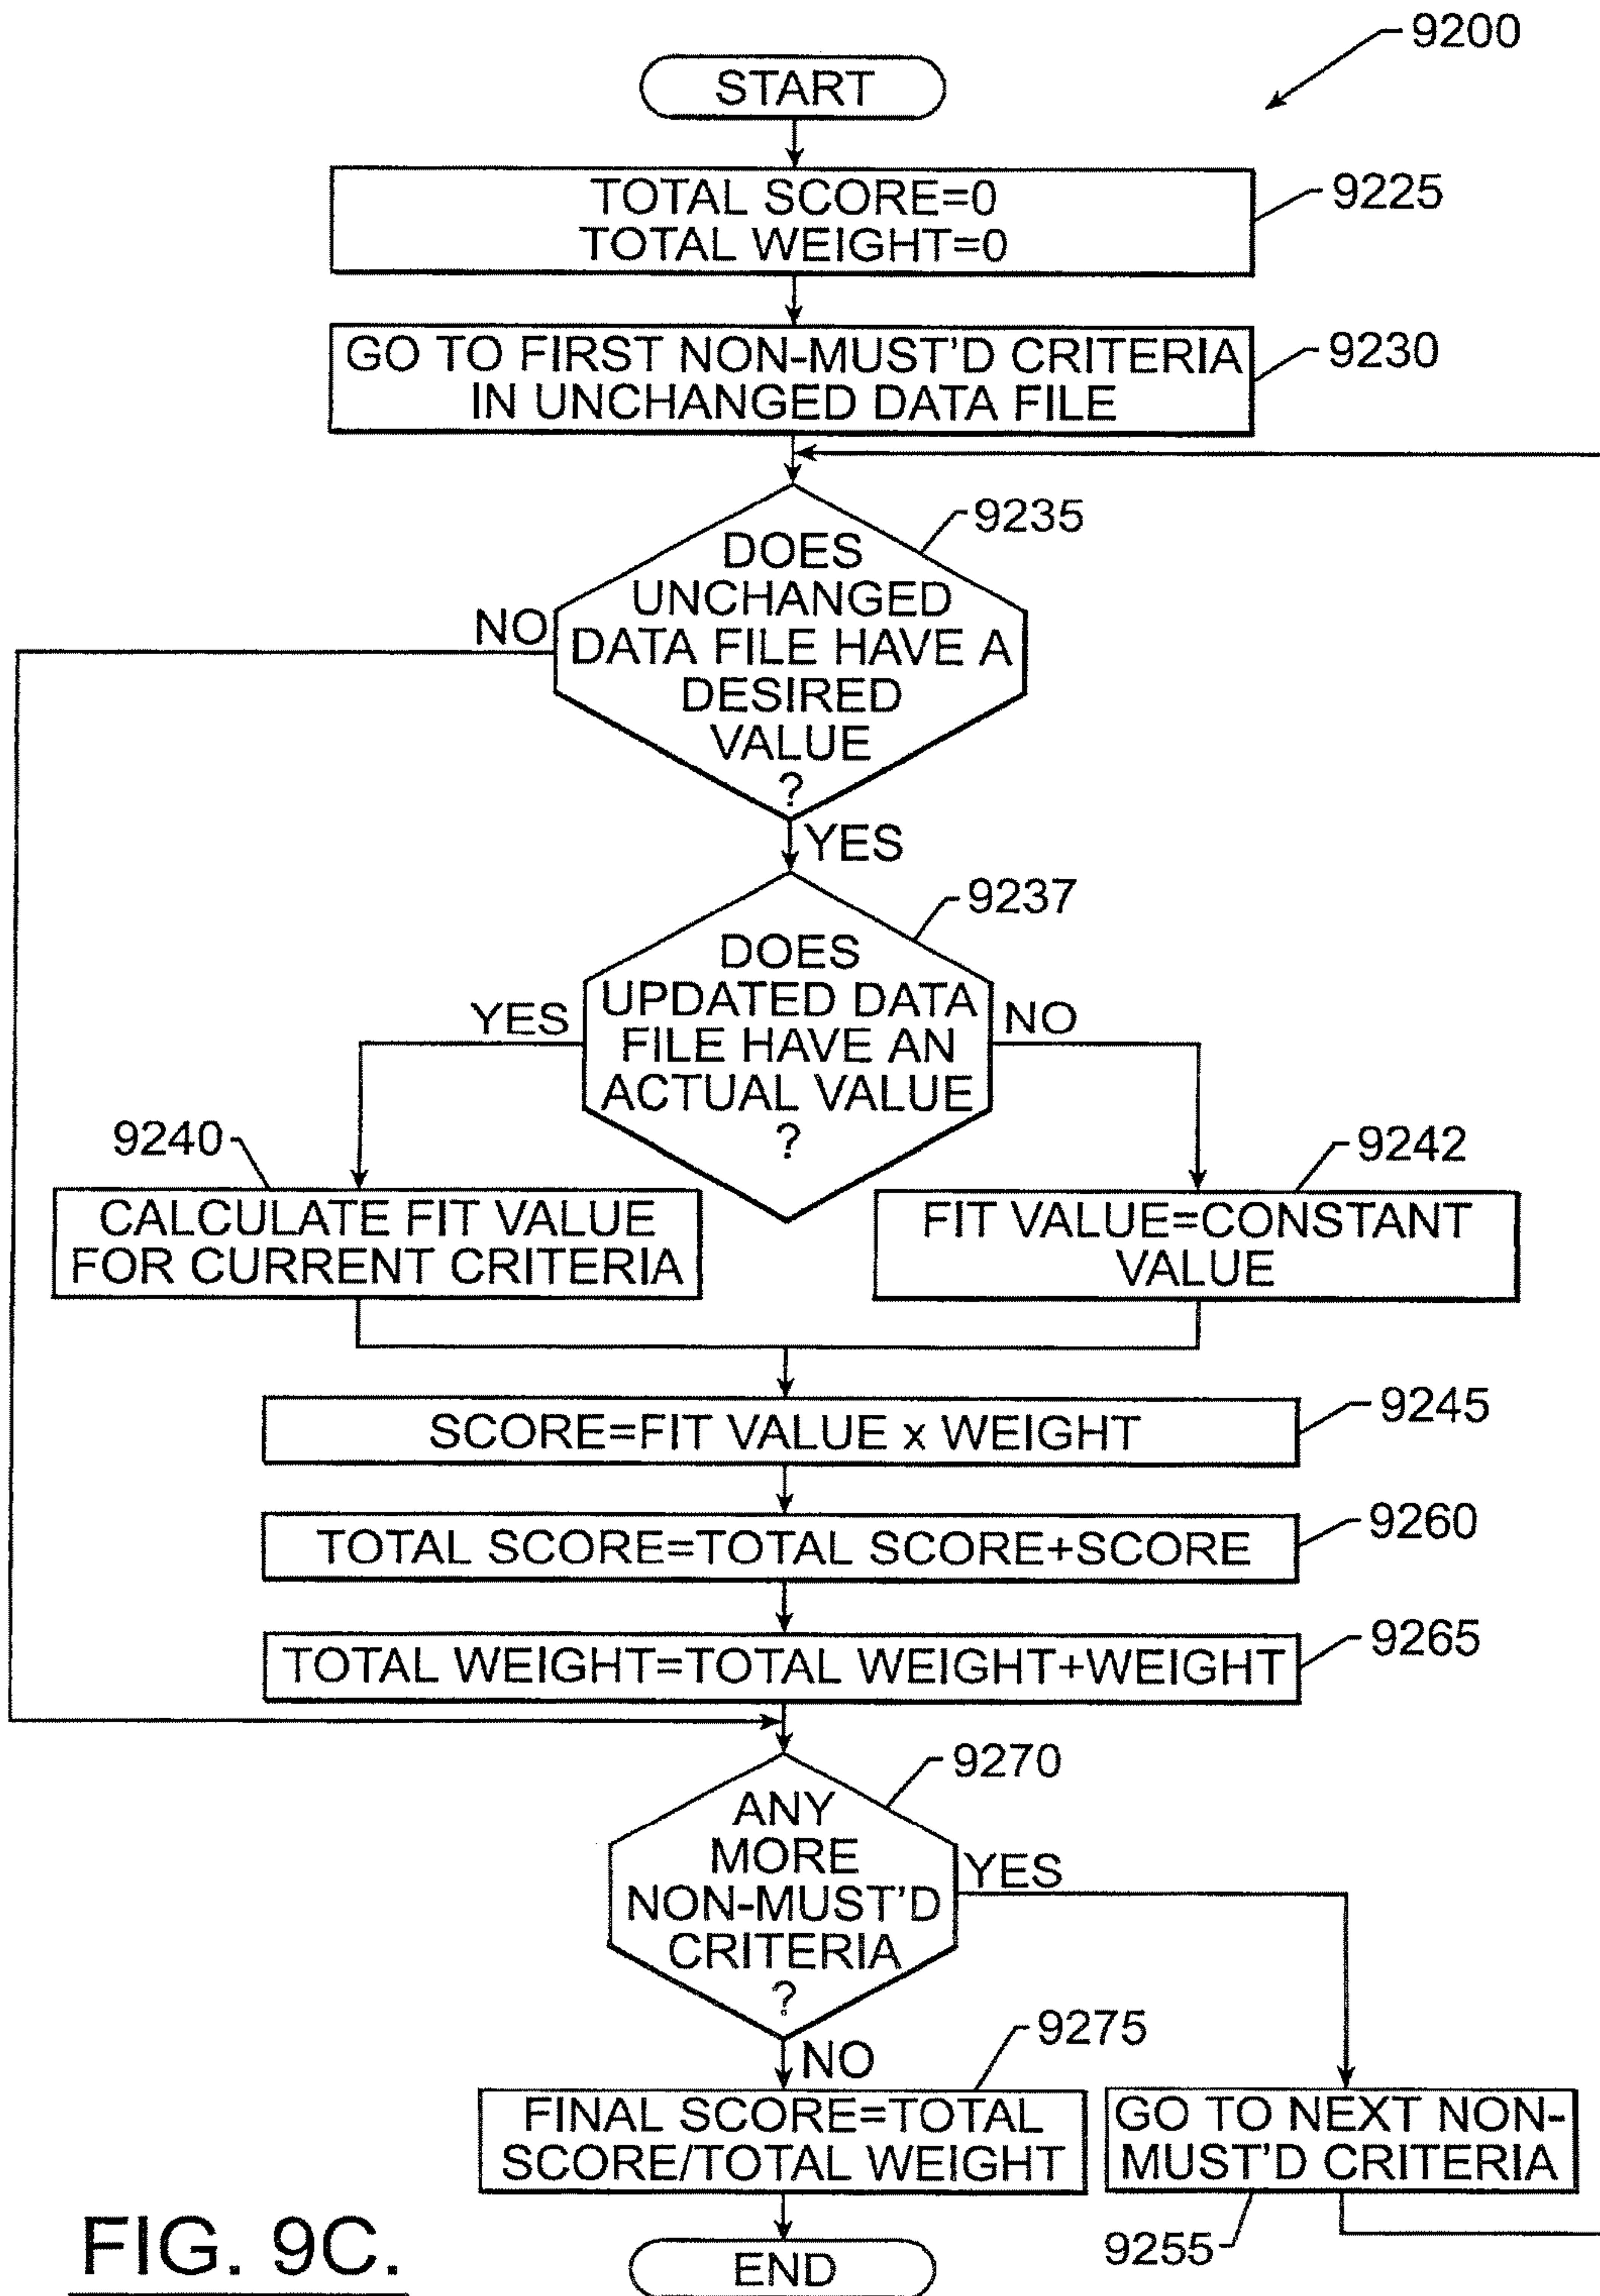 9200
START
TOTAL SCORE=0
TOTAL WEIGHT=0
9225
GO TO FIRST NON-MUST'D CRITERIA
IN UNCHANGED DATA FILE
9230
9235
DOES
UNCHANGED
DATA FILE HAVE A
DESIRED
VALUE
?
NO
YES
9237
DOES
UPDATED DATA
FILE HAVE AN
ACTUAL VALUE
?
YES
NO
9240
CALCULATE FIT VALUE
FOR CURRENT CRITERIA
9242
FIT VALUE=CONSTANT
VALUE
SCORE=FIT VALUE x WEIGHT
9245
TOTAL SCORE=TOTAL SCORE+SCORE
9260
TOTAL WEIGHT=TOTAL WEIGHT+WEIGHT
9265
9270
ANY
MORE
NON-MUST'D
CRITERIA
?
YES
NO
9275
FINAL SCORE=TOTAL
SCORE/TOTAL WEIGHT
GO TO NEXT NON-
MUST'D CRITERIA
9255
END
FIG. 9C.